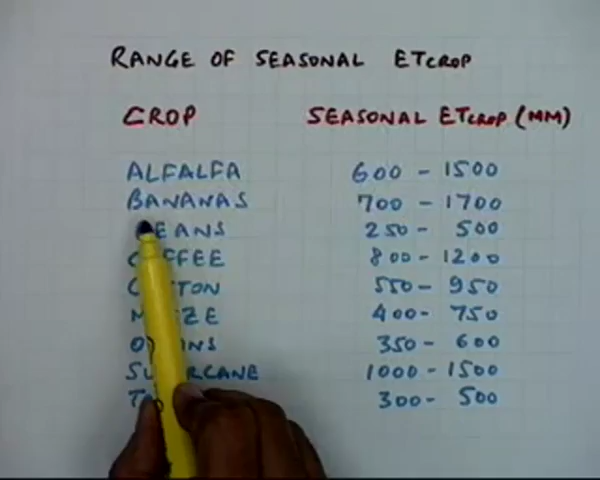 RANGE OF SEASONAL ETCROP
CROP SEASONAL ETCROP (MM)
ALFALFA 600 - 1500
BANANAS 700 - 1700
250 - 500
800 - 1200
550 - 950
400 - 750
350 - 600
1000 - 1500
300 - 500